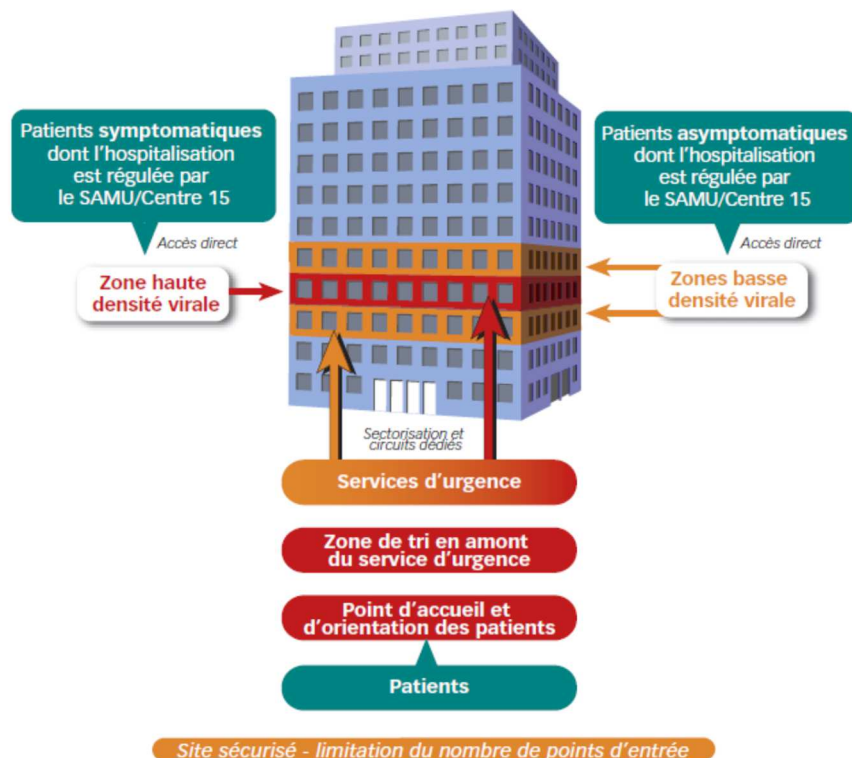 Patients symptomatiques
dont l’hospitalisation
est régulée par
le SAMU/Centre 15
Accès direct
Zone haute
densité virale
Patients asymptomatiques
dont l’hospitalisation
est régulée par
le SAMU/Centre 15
Accès direct
Zones basse
densité virale
Sectorisation et
circuits dédiés
Services d’urgence
Zone de tri en amont
du service d’urgence
Point d’accueil et
d’orientation des patients
Patients
Site sécurisé - limitation du nombre de points d’entrée